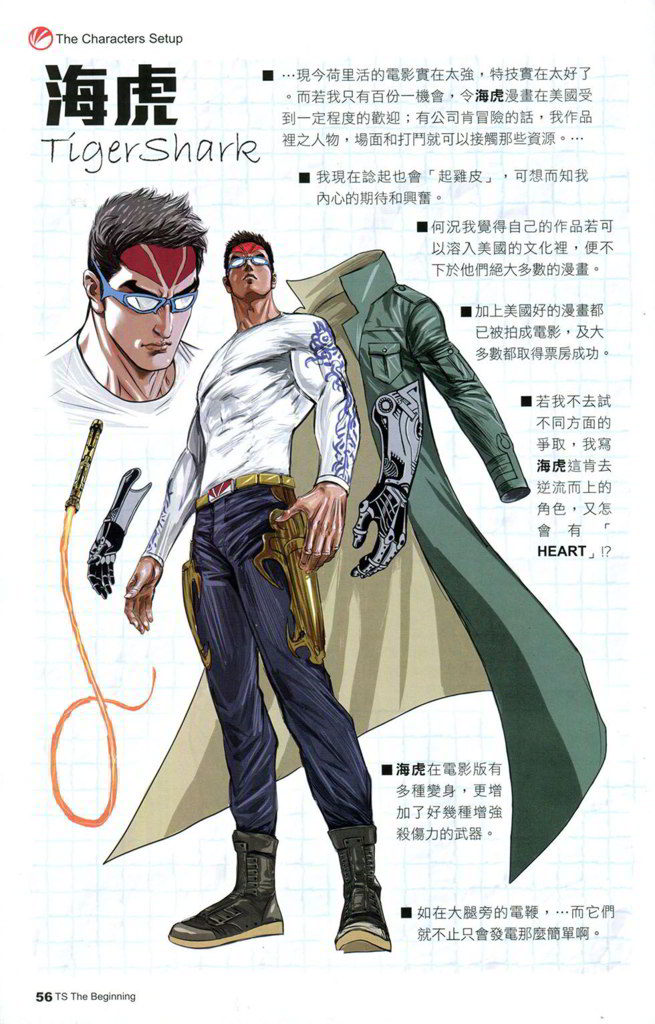 The Characters Setup
海虎
TigerShark
■ …現今荷里活的電影實在太強，特技實在太好了
。而若我只有百份一機會，令海虎漫畫在美國受
到一定程度的歡迎；有公司肯冒險的話，我作品
裡之人物，場面和打鬥就可以接觸那些資源。…
■ 我現在諗起也會「起雞皮」，可想而知我
內心的期待和興奮。
■ 何況我覺得自己的作品若可
以溶入美國的文化裡，便不
下於他們絕大多數的漫畫。
■ 加上美國好的漫畫都
已被拍成電影，及大
多數都取得票房成功。
■ 若我不去試
不同方面的
爭取，我寫
海虎這肯去
逆流而上的
角色，又怎
會有「
HEART」!?
■ 海虎在電影版有
多種變身，更增
加了好幾種增強
殺傷力的武器。
■ 如在大腿旁的電鞭，…而它們
就不止只會發電那麼簡單啊。
56 TS The Beginning